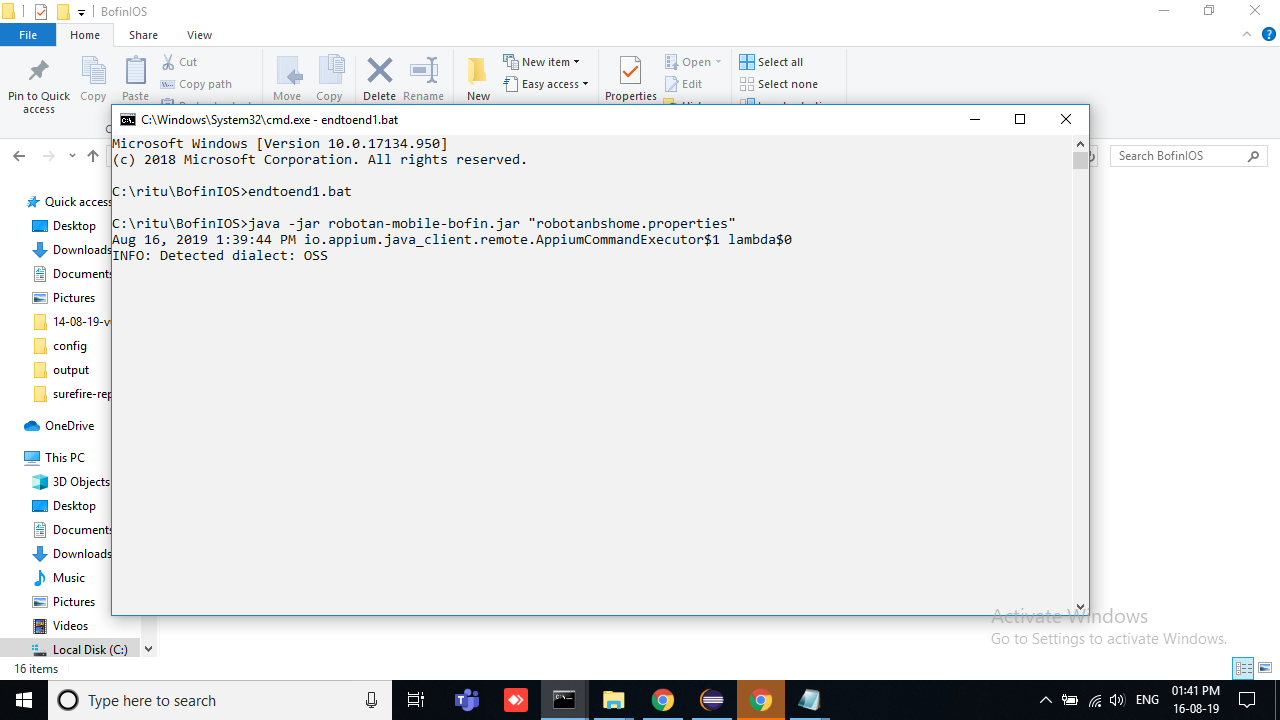 BofinIOS
File Home Share View
Pin to Quick access
Copy
Paste
Cut
Copy path
Move
Copy
Delete
Rename
New
New item
Easy access
Properties
Open
Edit
Select all
Select none
C:\Windows\System32\cmd.exe - endtoend1.bat
Microsoft Windows [Version 10.0.17134.950]
(c) 2018 Microsoft Corporation. All rights reserved.
C:\ritu\BofinIOS>endtoend1.bat
C:\ritu\BofinIOS>java -jar robotan-mobile-bofin.jar "robotanbshome.properties"
Aug 16, 2019 1:39:44 PM io.appium.java_client.remote.AppiumCommandExecutor$1 lambda$0
INFO: Detected dialect: OSS
Search BofinIOS
Quick access
Desktop
Downloads
Documents
Pictures
14-08-19-v
config
output
surefire-rep
OneDrive
This PC
3D Objects
Desktop
Documents
Downloads
Music
Pictures
Videos
Local Disk (C:)
16 items
Activate Windows
Go to Settings to activate Windows.
Type here to search
ENG
01:41 PM
16-08-19